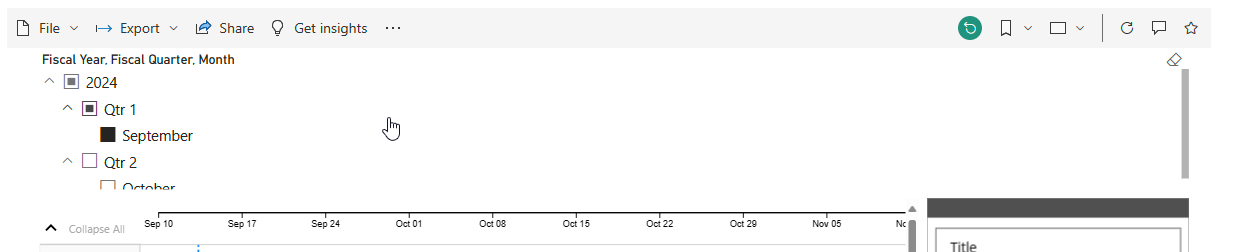 File Export Share Get insights ...
Fiscal Year, Fiscal Quarter, Month
2024
Qtr 1
September
Qtr 2
October
Collapse All
Sep 10 Sep 17 Sep 24 Oct 01 Oct 08 Oct 15 Oct 22 Oct 29 Nov 05
Title